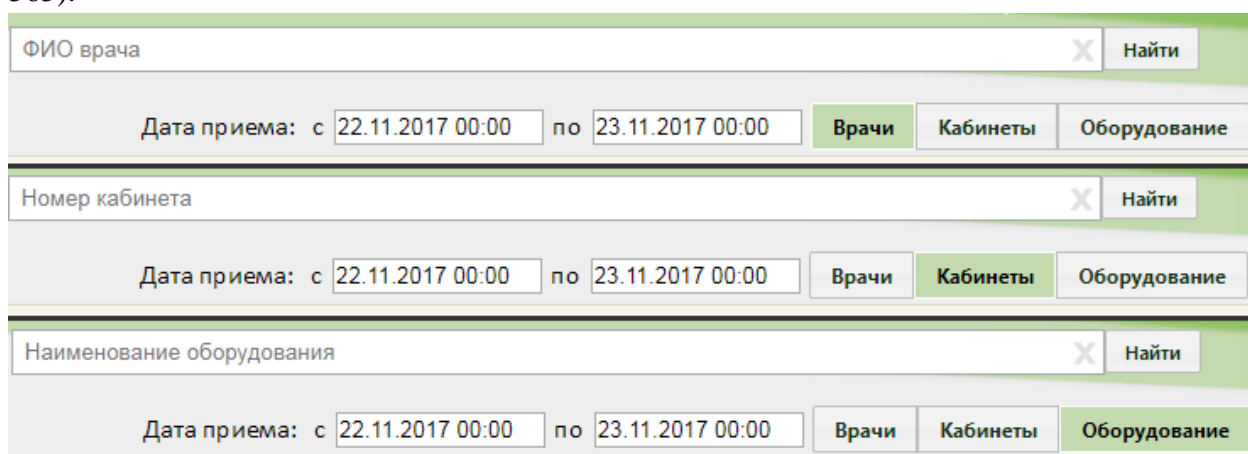 365).
ФИО врача X Найти
Дата приема: с 22.11.2017 00:00 по 23.11.2017 00:00 Врачи Кабинеты Оборудование
Номер кабинета X Найти
Дата приема: с 22.11.2017 00:00 по 23.11.2017 00:00 Врачи Кабинеты Оборудование
Наименование оборудования X Найти
Дата приема: с 22.11.2017 00:00 по 23.11.2017 00:00 Врачи Кабинеты Оборудование